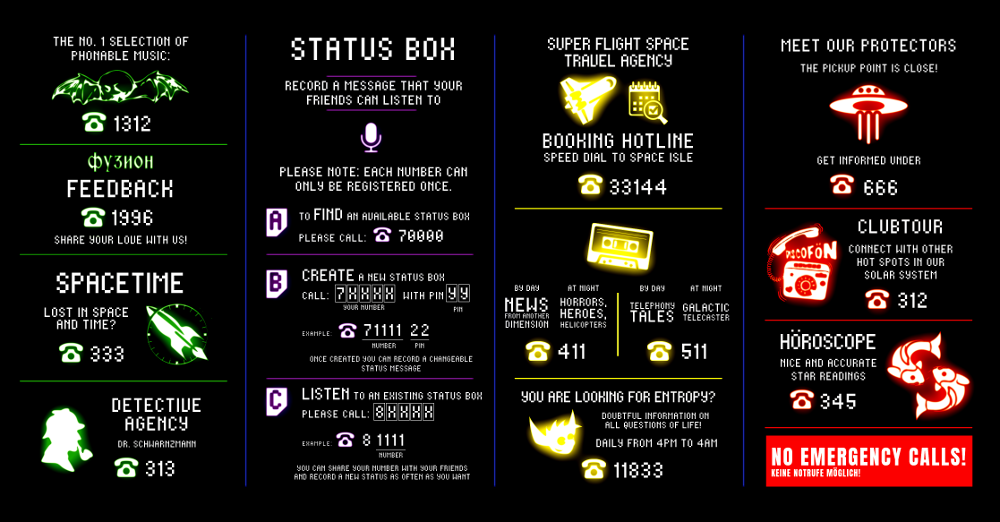 THE NO. 1 SELECTION OF
PHONABLE MUSIC:
1312
фузион
FEEDBACK
1996
SHARE YOUR LOVE WITH US!
SPACETIME
LOST IN SPACE
AND TIME?
333
DETECTIVE
AGENCY
DR. SCHWARNZMANN
313
STATUS BOX
RECORD A MESSAGE THAT YOUR
FRIENDS CAN LISTEN TO
PLEASE NOTE: EACH NUMBER CAN
ONLY BE REGISTERED ONCE.
A
TO FIND AN AVAILABLE STATUS BOX
PLEASE CALL: 70000
B
CREATE A NEW STATUS BOX
CALL: 7XXXX WITH PIN YY
YOUR NUMBER PIN
EXAMPLE: 71111 22
NUMBER PIN
ONCE CREATED YOU CAN RECORD A CHANGEABLE
STATUS MESSAGE
C
LISTEN TO AN EXISTING STATUS BOX
PLEASE CALL: 8XXXX
EXAMPLE: 8 1111
NUMBER
YOU CAN SHARE YOUR NUMBER WITH YOUR FRIENDS
AND RECORD A NEW STATUS AS OFTEN AS YOU WANT
SUPER FLIGHT SPACE
TRAVEL AGENCY
BOOKING HOTLINE
SPEED DIAL TO SPACE ISLE
33144
BY DAY
NEWS
FROM ANOTHER
DIMENSION
AT NIGHT
HORRORS,
HEROES,
HELICOPTERS
411
BY DAY
TELEPHONY
TALES
AT NIGHT
GALACTIC
TELECASTER
511
YOU ARE LOOKING FOR ENTROPY?
DOUBTFUL INFORMATION ON
ALL QUESTIONS OF LIFE!
DAILY FROM 4PM TO 4AM
11833
MEET OUR PROTECTORS
THE PICKUP POINT IS CLOSE!
GET INFORMED UNDER
666
DISCOFÖN
CLUBTOUR
CONNECT WITH OTHER
HOT SPOTS IN OUR
SOLAR SYSTEM
312
HÖROSCOPE
NICE AND ACCURATE
STAR READINGS
345
NO EMERGENCY CALLS!
KEINE NOTRUFE MÖGLICH!